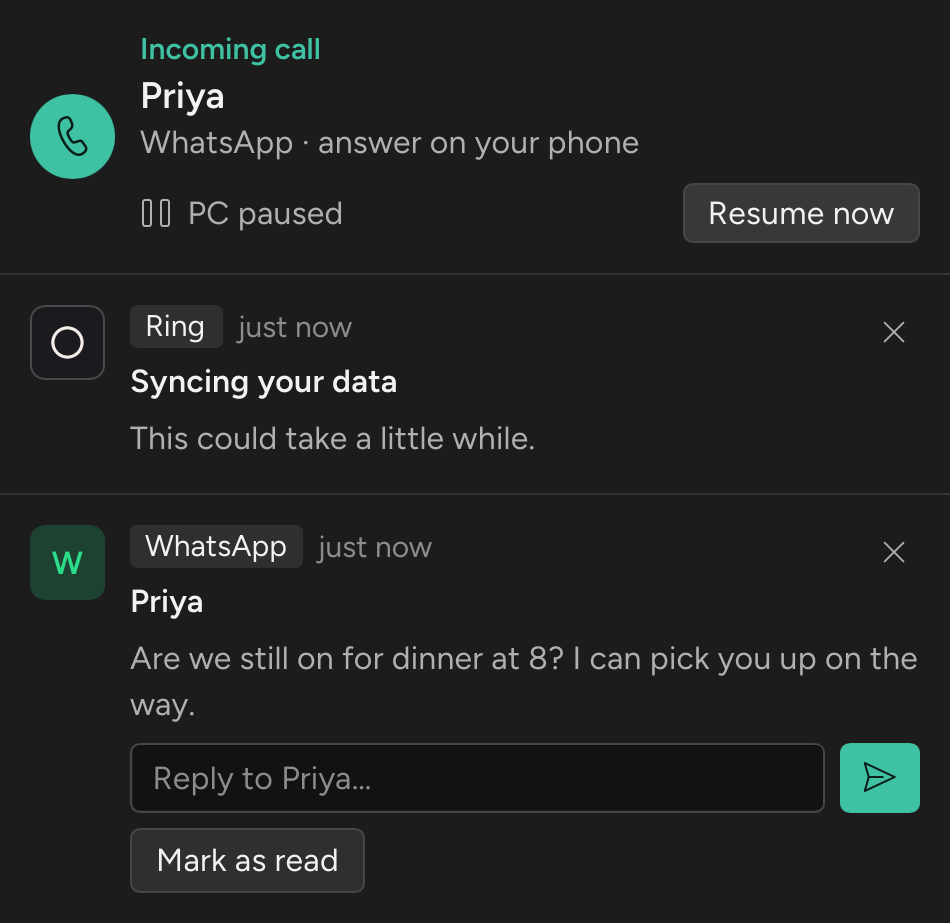 Incoming call
Priya
WhatsApp · answer on your phone
PC paused
Resume now
Ring just now
Syncing your data
This could take a little while.
W
WhatsApp just now
Priya
Are we still on for dinner at 8? I can pick you up on the
way.
Reply to Priya...
Mark as read